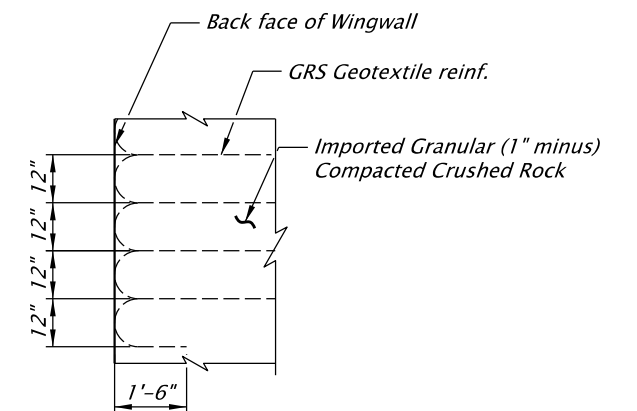 Back face of Wingwall
GRS Geotextile reinf.
Imported Granular (1" minus)
Compacted Crushed Rock
12"
12"
12"
12"
1'-6"